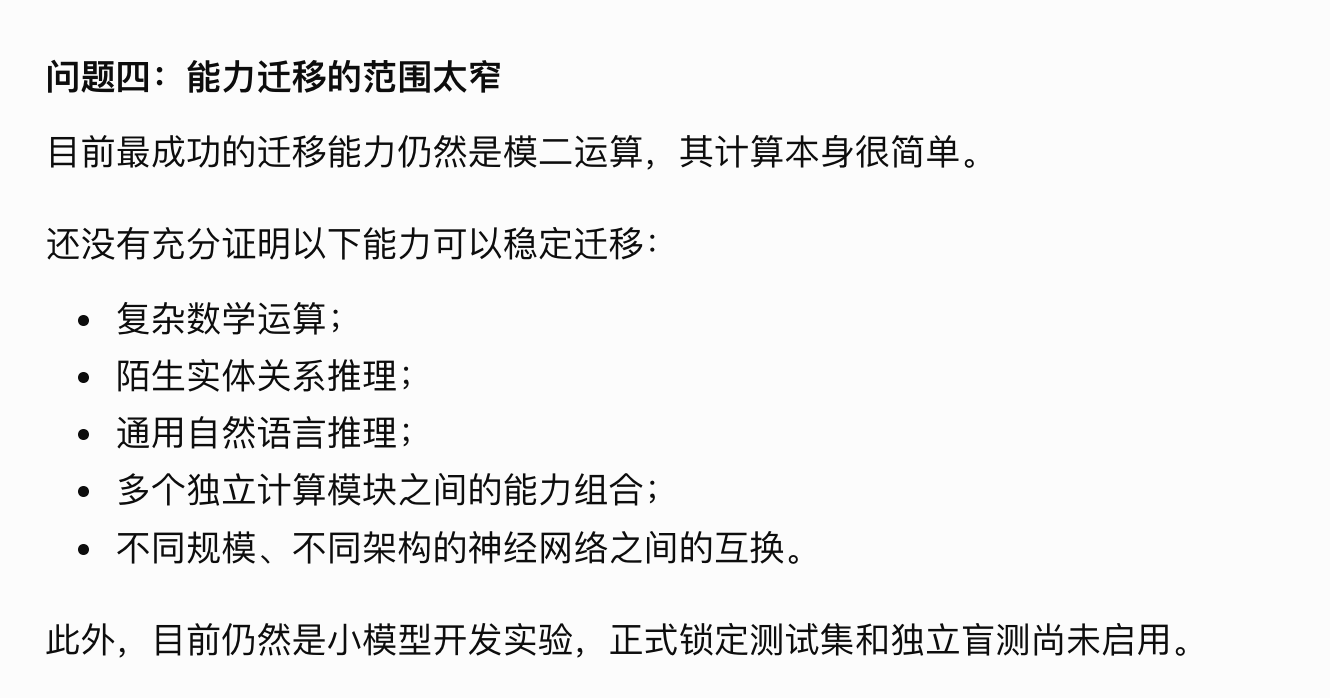 问题四：能力迁移的范围太窄
目前最成功的迁移能力仍然是模二运算，其计算本身很简单。
还没有充分证明以下能力可以稳定迁移：
• 复杂数学运算；
• 陌生实体关系推理；
• 通用自然语言推理；
• 多个独立计算模块之间的能力组合；
• 不同规模、不同架构的神经网络之间的互换。
此外，目前仍然是小模型开发实验，正式锁定测试集和独立盲测尚未启用。